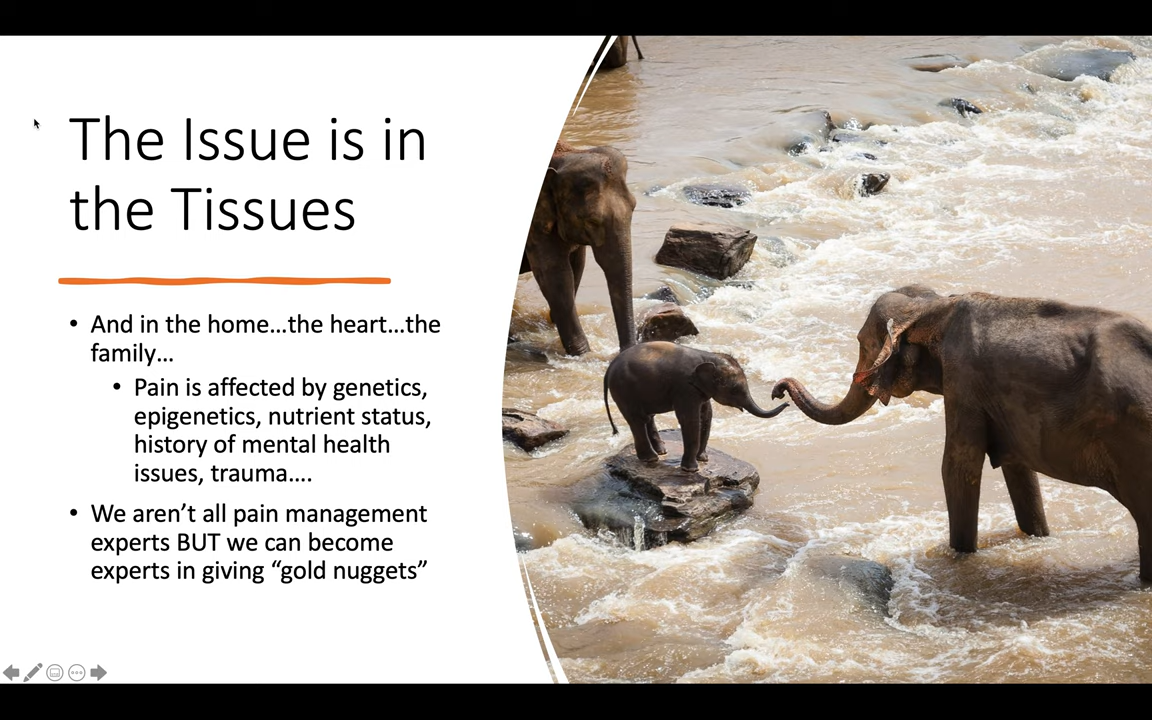 The Issue is in
the Tissues
• And in the home...the heart...the
family...
• Pain is affected by genetics,
epigenetics, nutrient status,
history of mental health
issues, trauma....
• We aren’t all pain management
experts BUT we can become
experts in giving “gold nuggets”